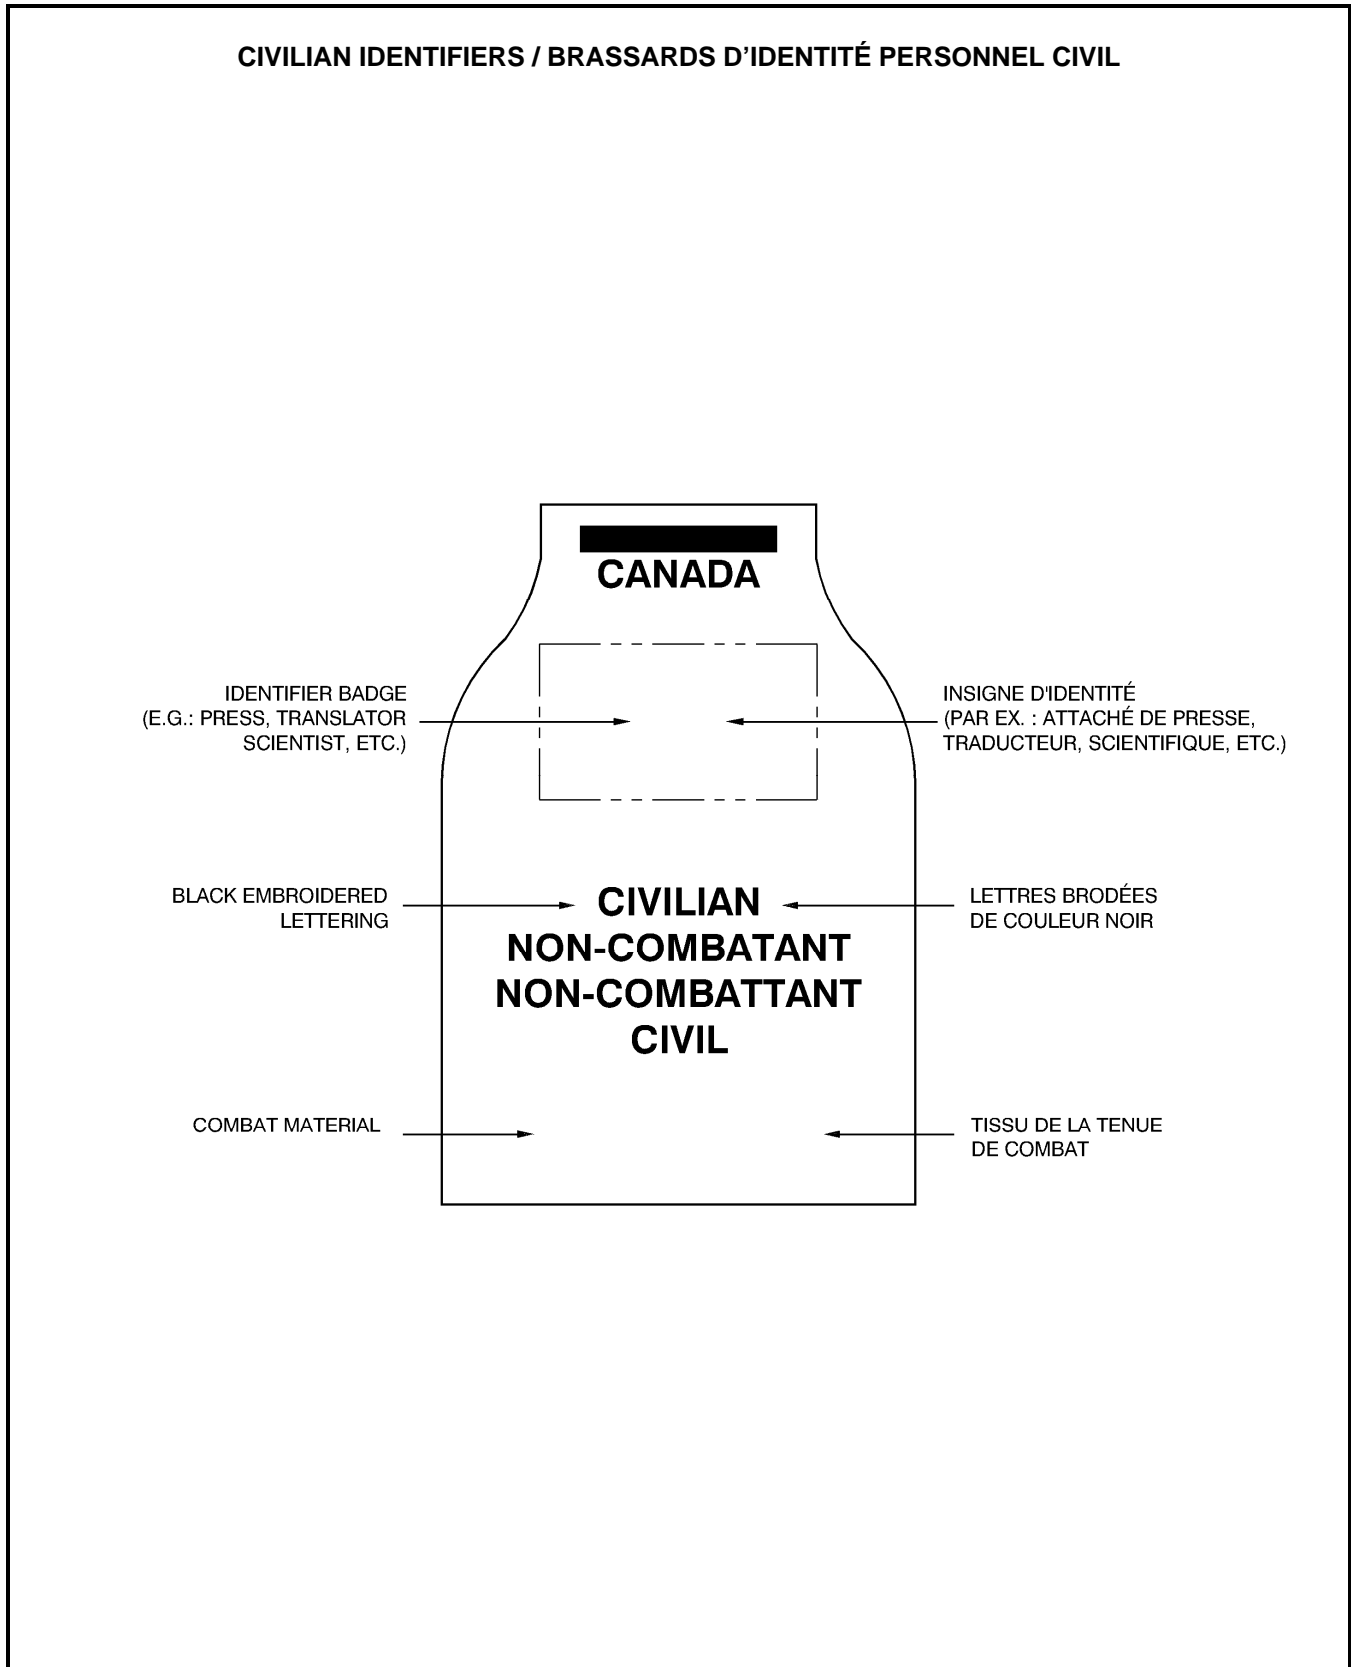 CIVILIAN IDENTIFIERS / BRASSARDS D’IDENTITÉ PERSONNEL CIVIL
CANADA
IDENTIFIER BADGE
(E.G.: PRESS, TRANSLATOR
SCIENTIST, ETC.)
INSIGNE D'IDENTITÉ
(PAR EX. : ATTACHÉ DE PRESSE,
TRADUCTEUR, SCIENTIFIQUE, ETC.)
BLACK EMBROIDERED
LETTERING
CIVILIAN
NON-COMBATANT
NON-COMBATTANT
CIVIL
LETTRES BRODÉES
DE COULEUR NOIR
COMBAT MATERIAL
TISSU DE LA TENUE
DE COMBAT